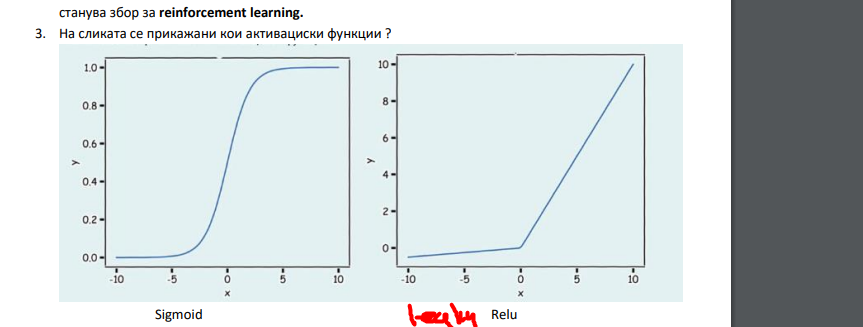 станува збор за reinforcement learning.
3. На сликата се прикажани кои активациски функции ?
1.0
0.8
0.6
0.4
0.2
0.0
y
-10 -5 0 5 10
x
10
8
6
4
2
0
y
-10 -5 0 5 10
x
Sigmoid Leaky Relu